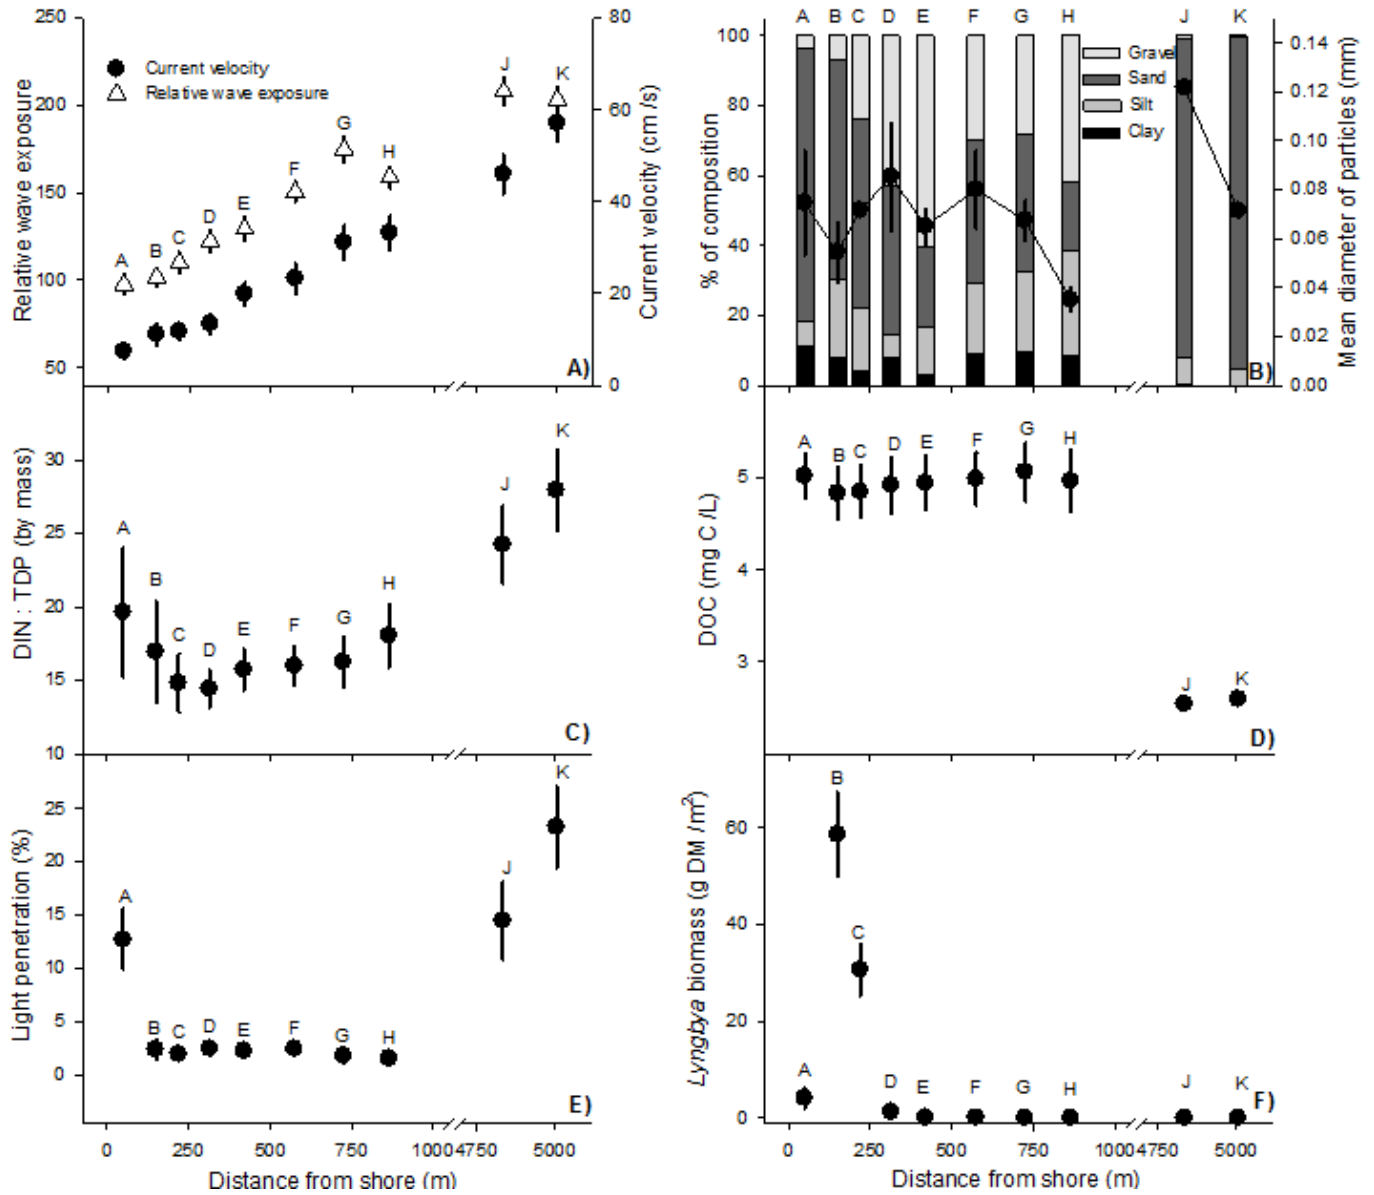 250
200
150
100
50
Relative wave exposure
Current velocity
Relative wave exposure
A
B
C
D
E
F
G
H
J
K
80
60
40
20
0
Current velocity (cm /s)
A)
A B C D E F G H J K
100
80
60
40
20
0
% of composition
Gravel
Sand
Silt
Clay
0.14
0.12
0.10
0.08
0.06
0.04
0.02
0.00
Mean diameter of particles (mm)
B)
30
25
20
15
10
DIN : TDP (by mass)
A
B
C
D
E
F
G
H
J
K
C)
5
4
3
DOC (mg C /L)
A
B
C
D
E
F
G
H
J
K
D)
25
20
15
10
5
0
Light penetration (%)
A
B
C
D
E
F
G
H
J
K
E)
0 250 500 750 1000 4750 5000
Distance from shore (m)
60
40
20
0
Lyngbya biomass (g DM /m²)
A
B
C
D
E
F
G
H
J
K
F)
0 250 500 750 1000 4750 5000
Distance from shore (m)